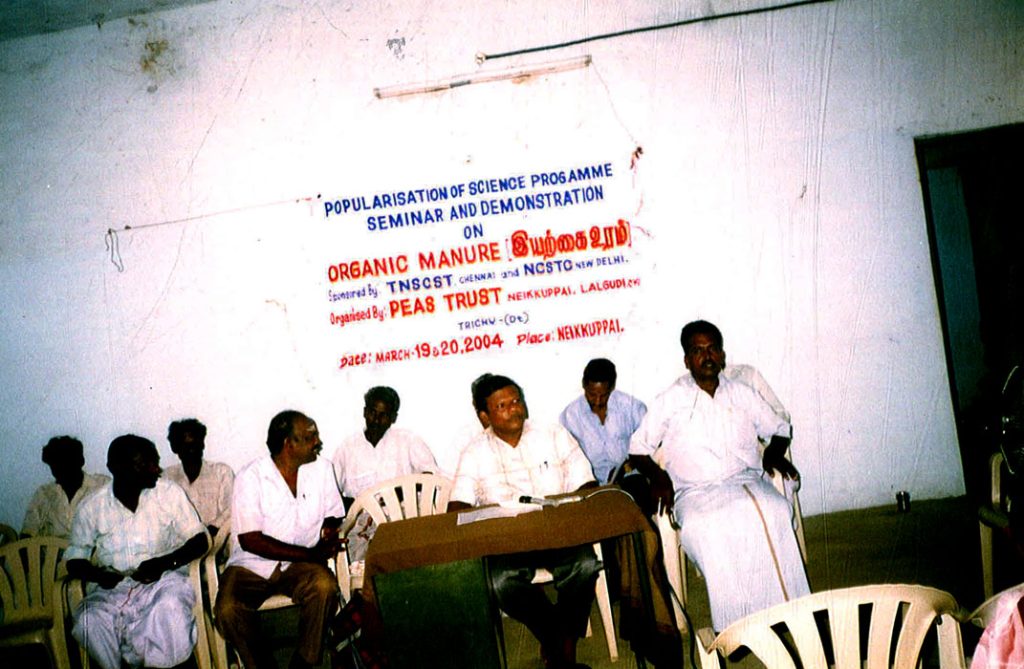 POPULARISATION OF SCIENCE PROGAMME
SEMINAR AND DEMONSTRATION
ON
ORGANIC MANURE [இயற்கை உரம்]
Sponsored By: TNSCST, CHENNAI and NCSTC NEW DELHI.
Organised By: PEAS TRUST NEIKKUPPAI, LALGUDI
TRICHY-(Dt)
Date: MARCH-19&20,2004 Place: NEIKKUPPAI.